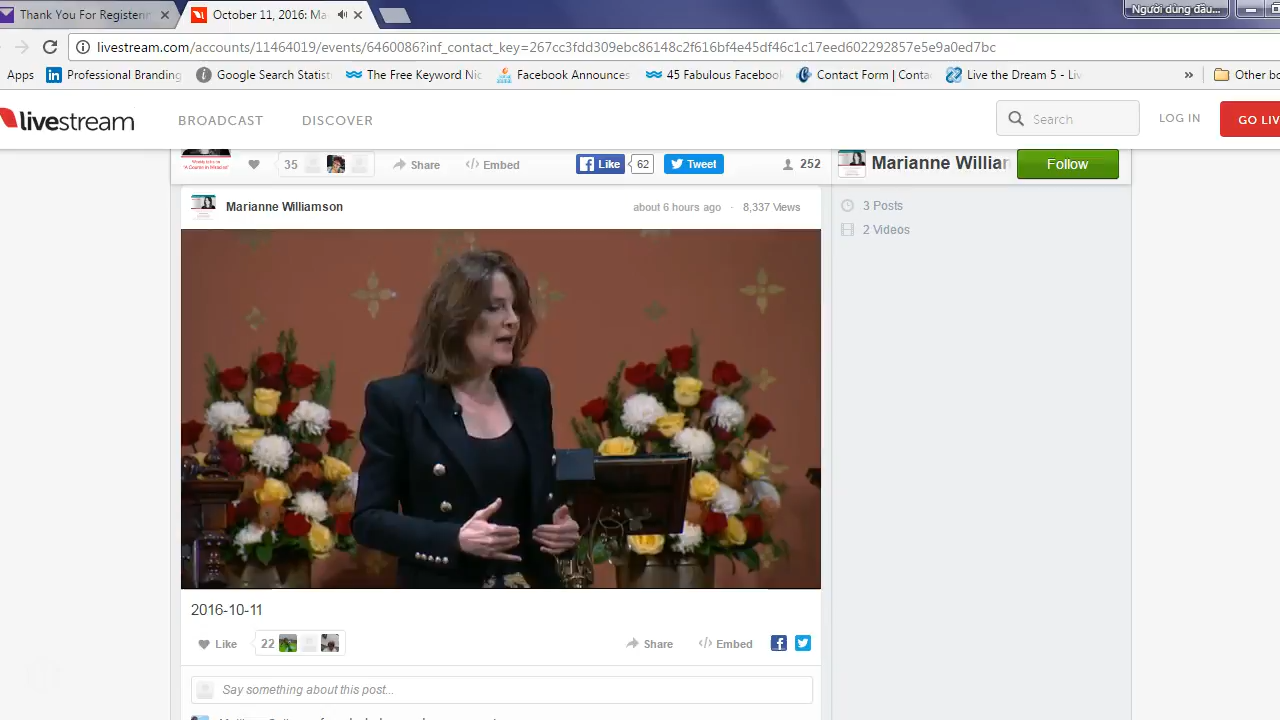 Thank You For Registenn
October 11, 2016: Ma
Người dùng đầu...
livestream.com/accounts/11464019/events/6460086?inf_contact_key=267cc3fdd309ebc86148c2f616bf4e45df46c1c17eed602292857e5e9a0ed7bc
Apps Professional Branding Google Search Statist The Free Keyword Nic Facebook Announces 45 Fabulous Facebook Contact Form | Conta Live the Dream 5 - Liv » Other bo
livestream BROADCAST DISCOVER Search LOG IN GO LIV
35 Share Embed Like 62 Tweet 252 Marianne Williar Follow
Marianne Williamson about 6 hours ago · 8,337 Views
3 Posts
2 Videos
2016-10-11
Like 22 Share Embed
Say something about this post...